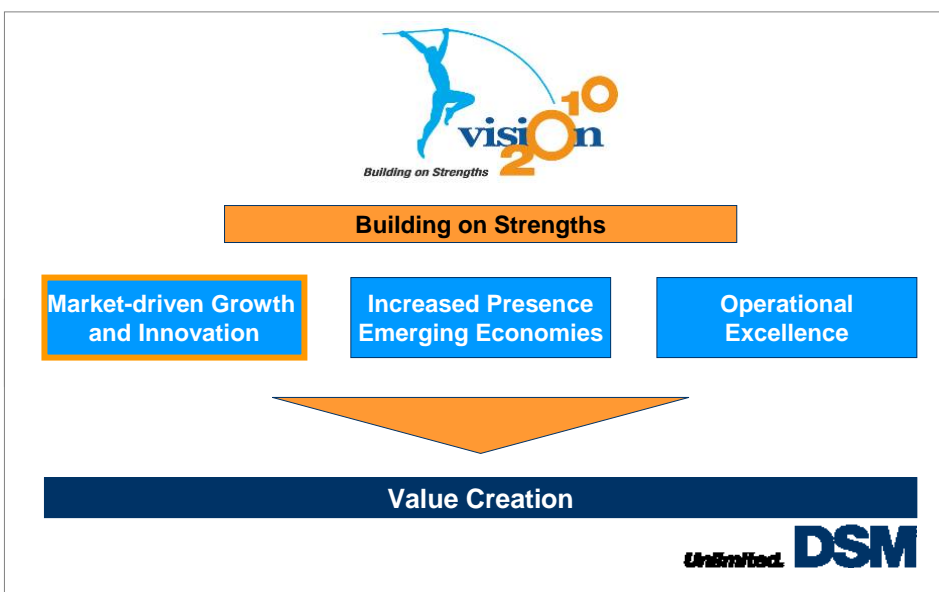 vision
2010
Building on Strengths
Building on Strengths
Market-driven Growth
and Innovation
Increased Presence
Emerging Economies
Operational
Excellence
Value Creation
Unlimited. DSM